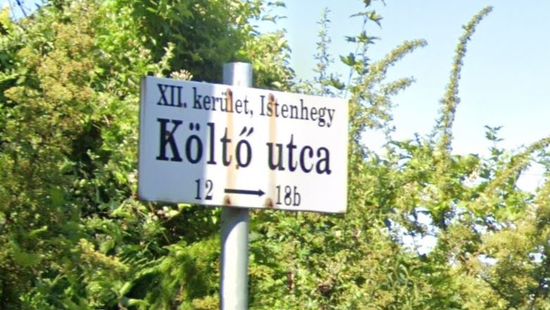 XII. kerület, Istenhegy
Költő utca
12 → 18b